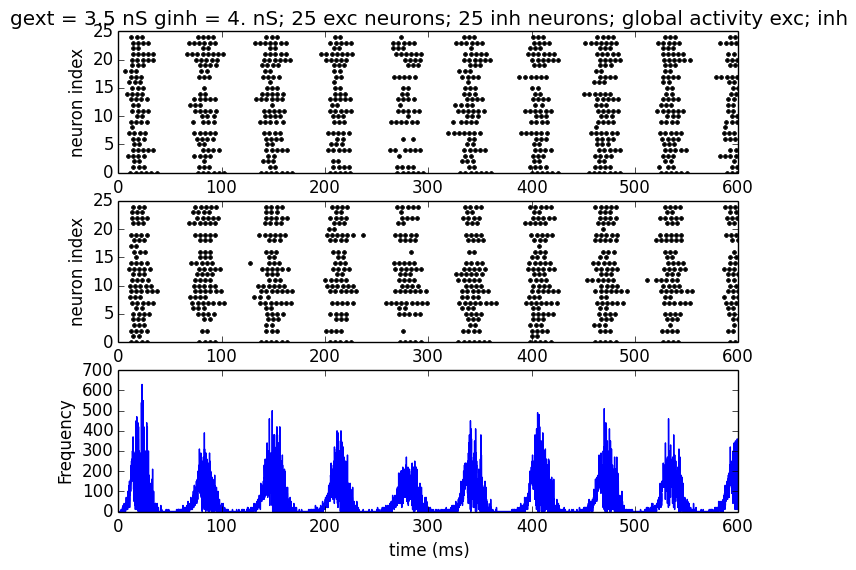 gext = 3.5 nS ginh = 4. nS; 25 exc neurons; 25 inh neurons; global activity exc; inh
25
20
15
10
5
0
neuron index
0 100 200 300 400 500 600
25
20
15
10
5
0
neuron index
0 100 200 300 400 500 600
700
600
500
400
300
200
100
0
Frequency
0 100 200 300 400 500 600
time (ms)